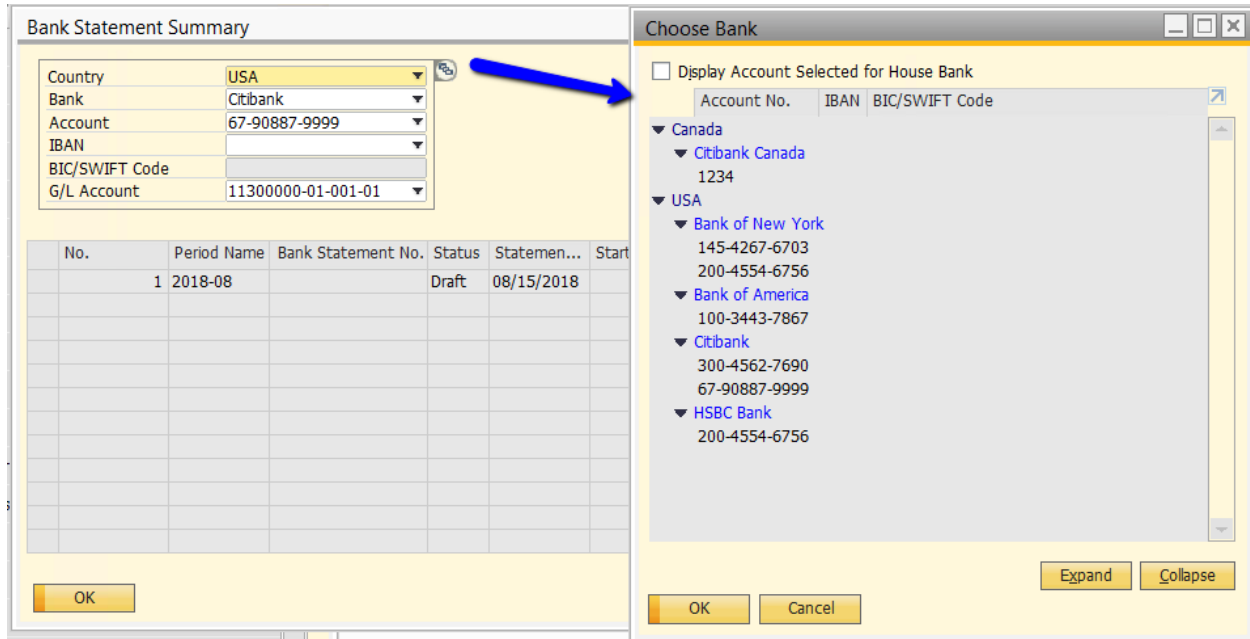 Bank Statement Summary
Country USA
Bank Citibank
Account 67-90887-9999
IBAN
BIC/SWIFT Code
G/L Account 11300000-01-001-01
No. Period Name Bank Statement No. Status Statemen... Start
1 2018-08 Draft 08/15/2018
OK
Choose Bank
Display Account Selected for House Bank
Account No. IBAN BIC/SWIFT Code
Canada
Citibank Canada
1234
USA
Bank of New York
145-4267-6703
200-4554-6756
Bank of America
100-3443-7867
Citibank
300-4562-7690
67-90887-9999
HSBC Bank
200-4554-6756
Expand Collapse
OK Cancel